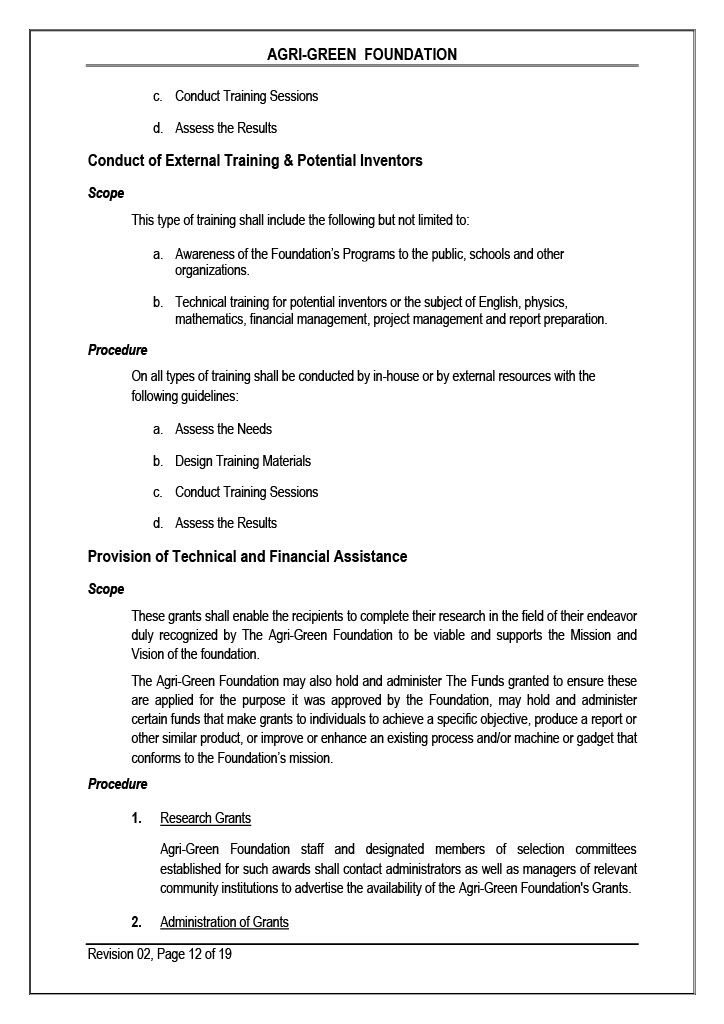 AGRI-GREEN FOUNDATION
c. Conduct Training Sessions
d. Assess the Results
Conduct of External Training & Potential Inventors
Scope
This type of training shall include the following but not limited to:
a. Awareness of the Foundation's Programs to the public, schools and other
organizations.
b. Technical training for potential inventors or the subject of English, physics,
mathematics, financial management, project management and report preparation.
Procedure
On all types of training shall be conducted by in-house or by external resources with the
following guidelines:
a. Assess the Needs
b. Design Training Materials
c. Conduct Training Sessions
d. Assess the Results
Provision of Technical and Financial Assistance
Scope
These grants shall enable the recipients to complete their research in the field of their endeavor
duly recognized by The Agri-Green Foundation to be viable and supports the Mission and
Vision of the foundation.
The Agri-Green Foundation may also hold and administer The Funds granted to ensure these
are applied for the purpose it was approved by the Foundation, may hold and administer
certain funds that make grants to individuals to achieve a specific objective, produce a report or
other similar product, or improve or enhance an existing process and/or machine or gadget that
conforms to the Foundation's mission.
Procedure
1. Research Grants
Agri-Green Foundation staff and designated members of selection committees
established for such awards shall contact administrators as well as managers of relevant
community institutions to advertise the availability of the Agri-Green Foundation's Grants.
2. Administration of Grants
Revision 02, Page 12 of 19